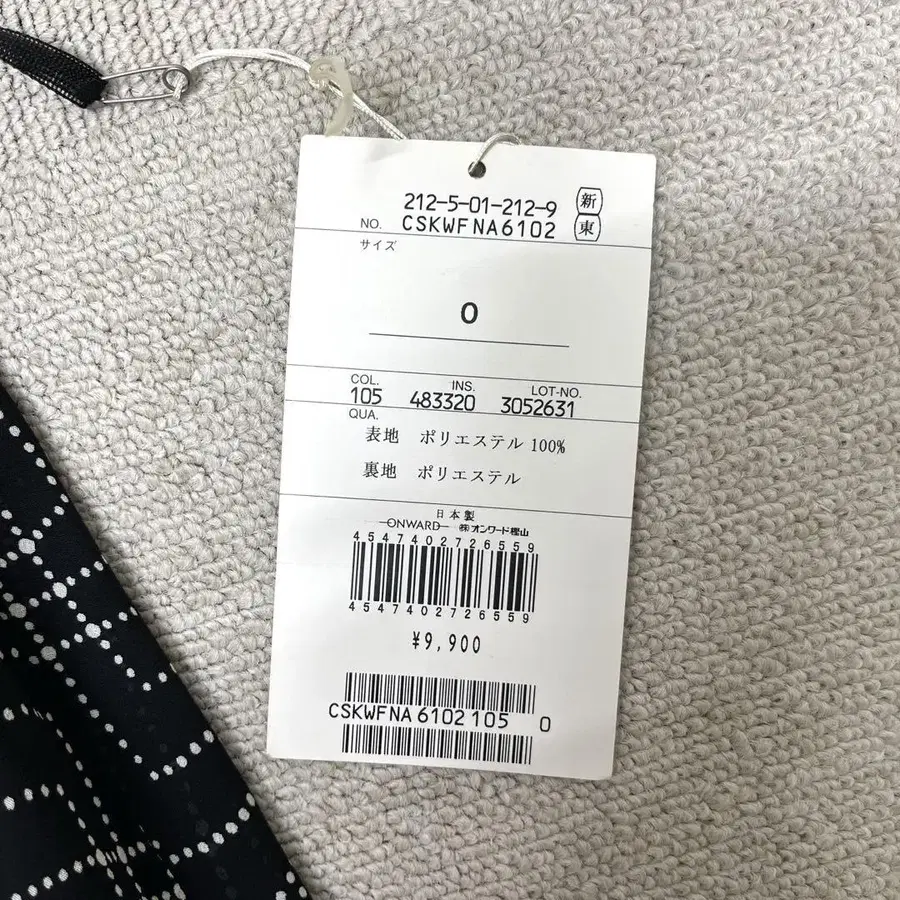 212-5-01-212-9 新
NO. CSKWFNA6102 東
サイズ
0
COL. INS. LOT-NO.
105 483320 3052631
QUA.
表地 ポリエステル 100%
裏地 ポリエステル
日本製
ONWARD ㈱オンワード樫山
4547402726559
4547402726559
¥9,900
CSKWFNA6102 105 0